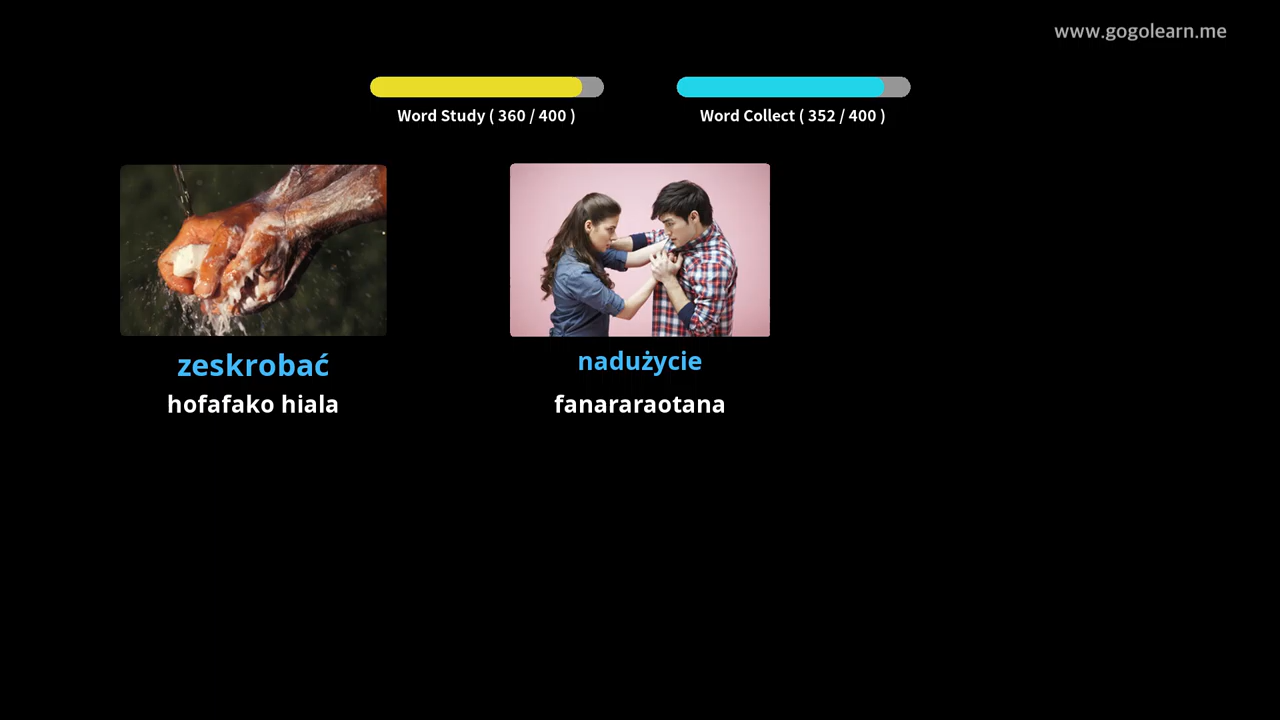 www.gogolearn.me
Word Study ( 360 / 400 )
Word Collect ( 352 / 400 )
zeskrobać
hofafako hiala
nadużycie
fanararaotana